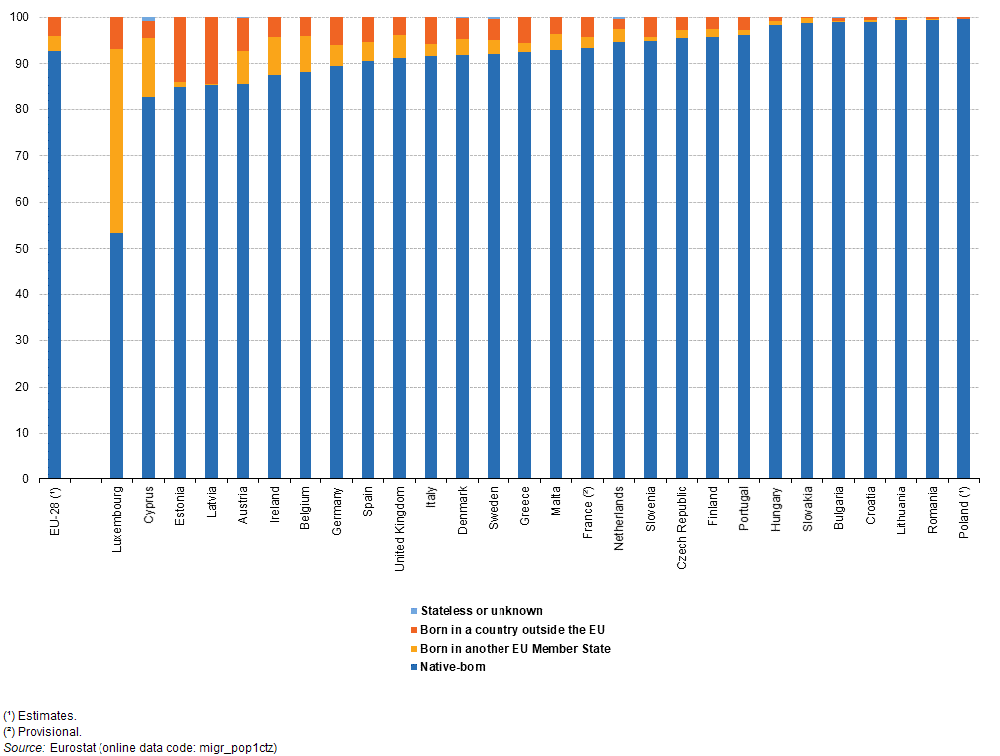 100
90
80
70
60
50
40
30
20
10
0
EU-28 (¹)
Luxembourg
Cyprus
Estonia
Latvia
Austria
Ireland
Belgium
Germany
Spain
United Kingdom
Italy
Denmark
Sweden
Greece
Malta
France (²)
Netherlands
Slovenia
Czech Republic
Finland
Portugal
Hungary
Slovakia
Bulgaria
Croatia
Lithuania
Romania
Poland (¹)
Stateless or unknown
Born in a country outside the EU
Born in another EU Member State
Native-born
(¹) Estimates.
(²) Provisional.
Source: Eurostat (online data code: migr_pop1ctz)